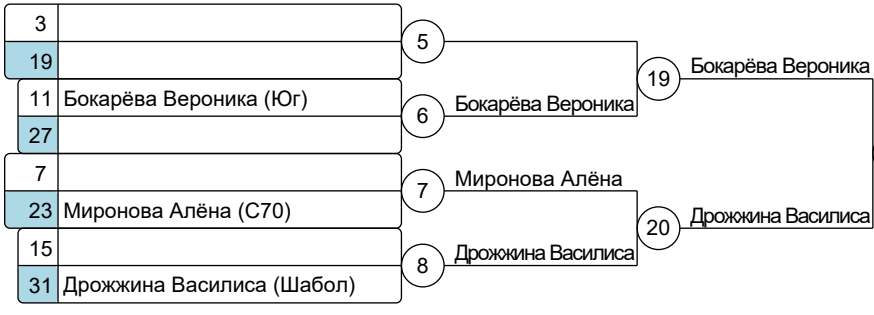 3
5
19
19
Бокарёва Вероника
11 Бокарёва Вероника (Юг)
6
Бокарёва Вероника
27
7
7
Миронова Алёна
23 Миронова Алёна (С70)
20
Дрожжина Василиса
15
8
Дрожжина Василиса
31 Дрожжина Василиса (Шабол)